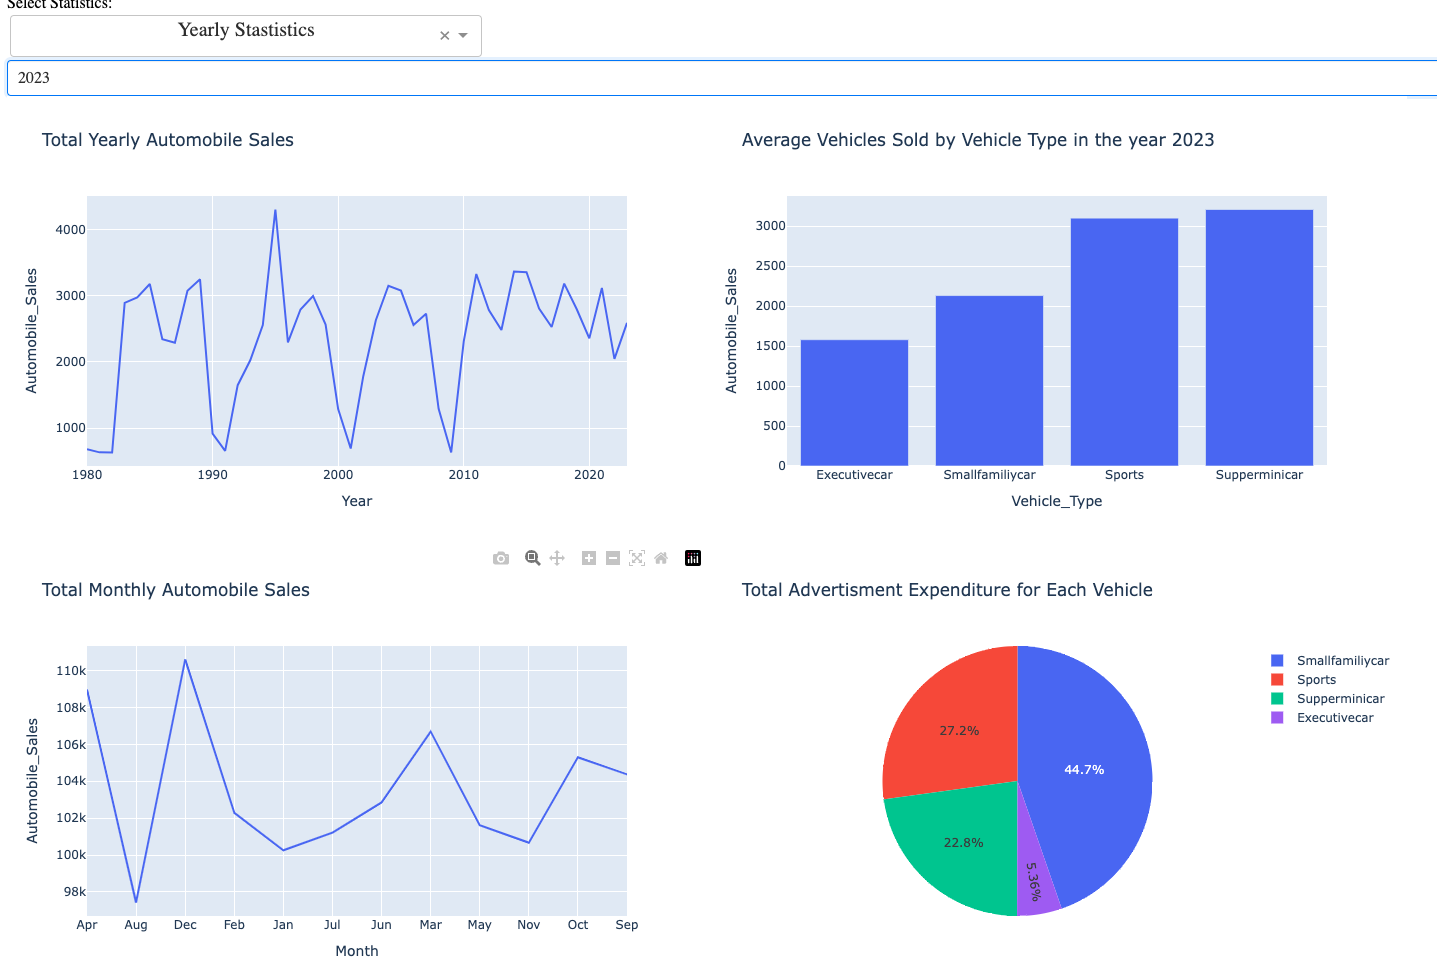 Select Statistics:
Yearly Stastistics
2023
Total Yearly Automobile Sales
Automobile_Sales
4000
3000
2000
1000
1980 1990 2000 2010 2020
Year
Average Vehicles Sold by Vehicle Type in the year 2023
Automobile_Sales
3000
2500
2000
1500
1000
500
0
Executivecar Smallfamiliycar Sports Supperminicar
Vehicle_Type
Total Monthly Automobile Sales
Automobile_Sales
110k
108k
106k
104k
102k
100k
98k
Apr Aug Dec Feb Jan Jul Jun Mar May Nov Oct Sep
Month
Total Advertisment Expenditure for Each Vehicle
27.2%
44.7%
22.8%
5.36%
Smallfamiliycar
Sports
Supperminicar
Executivecar